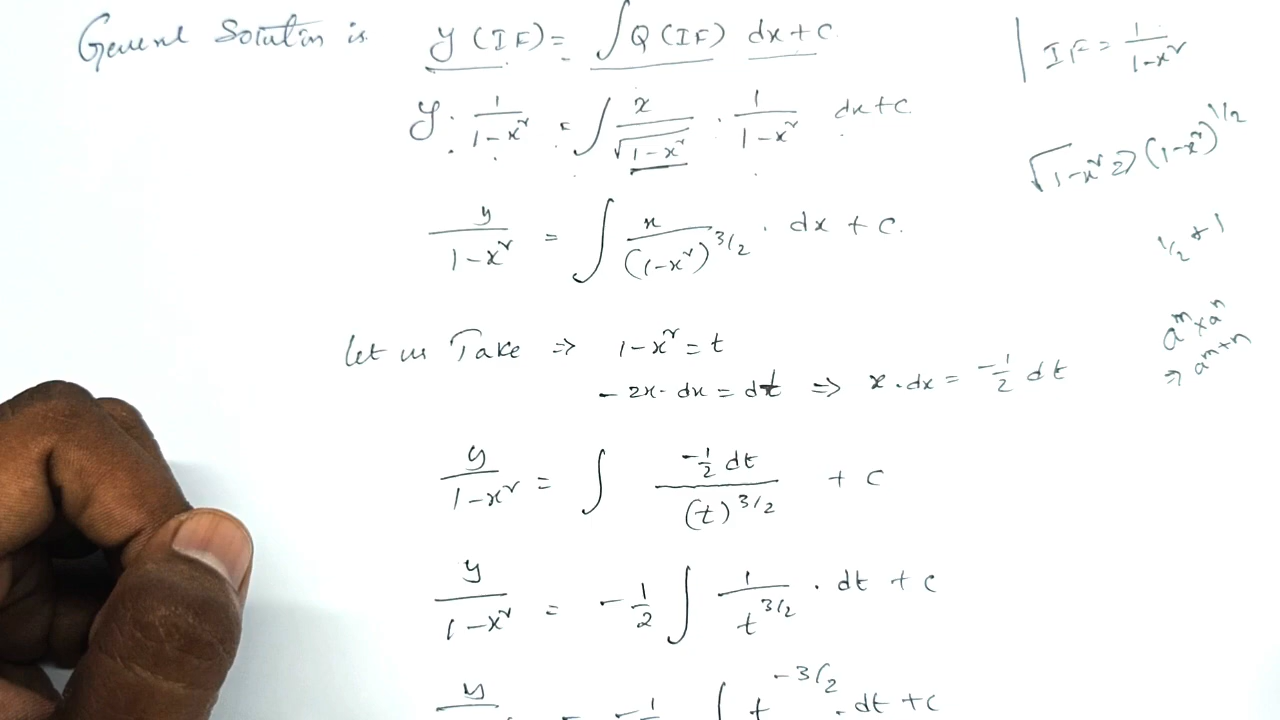 General Solution is y (IF) = ∫ Q (IF) dx + c
IF = 1/(1-x²)
y · 1/(1-x²) = ∫ x/√(1-x²) · 1/(1-x²) dx + c.
√(1-x²) ⇒ (1-x²)^1/2
y/(1-x²) = ∫ x/(1-x²)^3/2 · dx + c.
1/2 + 1
let us Take ⇒ 1-x² = t
a^m × a^n
⇒ a^m+n
- 2x · dx = dt ⇒ x · dx = -1/2 dt
y/(1-x²) = ∫ (-1/2 dt)/(t)^3/2 + c
y/(1-x²) = -1/2 ∫ 1/t^3/2 · dt + c
∫ t^-3/2 · dt + c